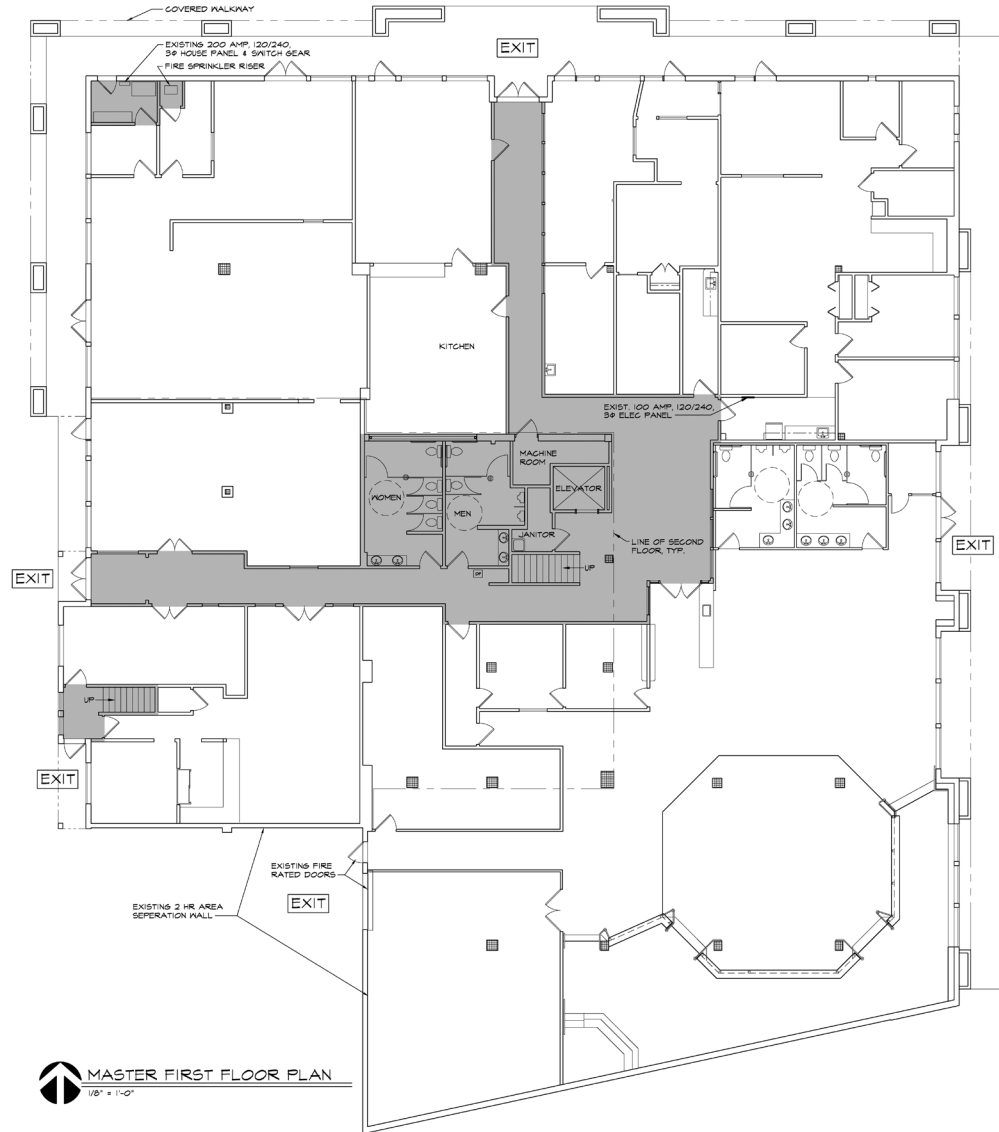 COVERED WALKWAY
EXISTING 200 AMP, 120/240,
3Φ HOUSE PANEL & SWITCH GEAR
FIRE SPRINKLER RISER
EXIT
KITCHEN
EXIST. 100 AMP, 120/240,
3Φ ELEC PANEL
MACHINE
ROOM
ELEVATOR
WOMEN
MEN
JANITOR
LINE OF SECOND
FLOOR, TYP.
UP
DF
EXIT
EXIT
UP
EXIT
EXISTING FIRE
RATED DOORS
EXIT
EXISTING 2 HR AREA
SEPERATION WALL
MASTER FIRST FLOOR PLAN
1/8" = 1'-0"